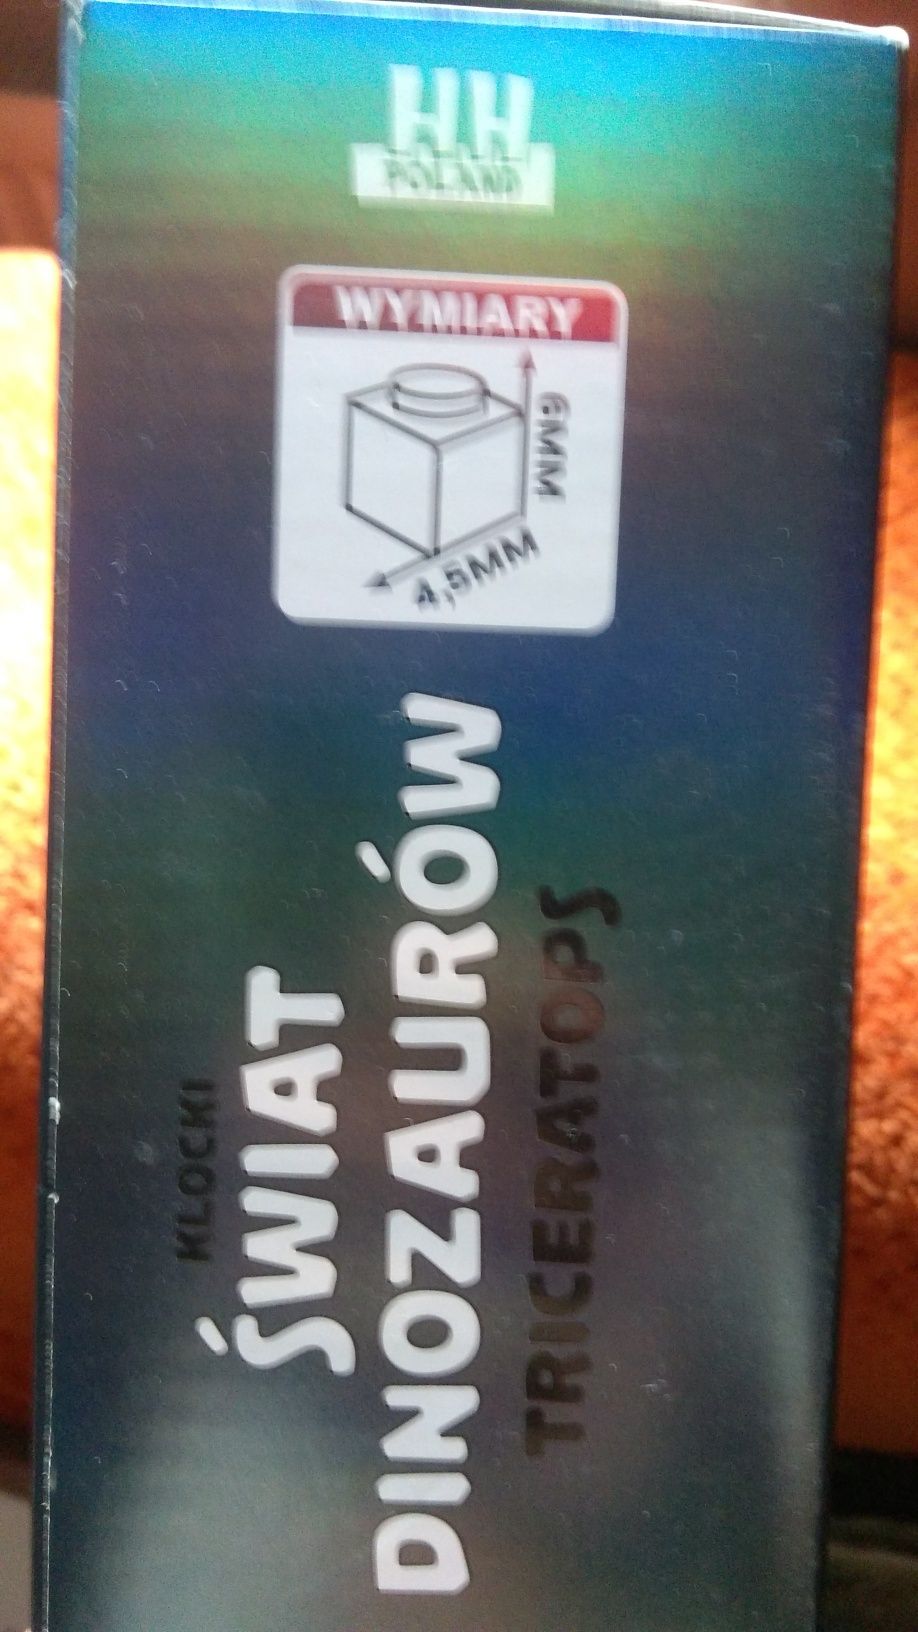 HH
POLAND
WYMIARY
6MM
4,5MM
KLOCKI
ŚWIAT
DINOZAURÓW
TRICERATOPS